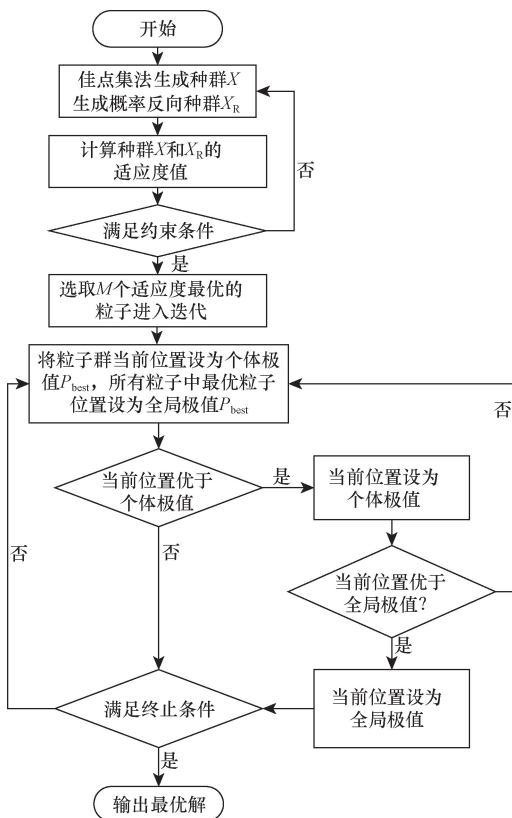 开始
佳点集法生成种群X
生成概率反向种群X_R
计算种群X和X_R的
适应度值
否
满足约束条件
是
选取M个适应度最优的
粒子进入迭代
将粒子群当前位置设为个体极
值P_best，所有粒子中最优粒子
位置设为全局极值P_best
否
当前位置优于
个体极值
是
当前位置设为
个体极值
否
否
当前位置优于
全局极值?
是
当前位置设为
全局极值
满足终止条件
是
输出最优解